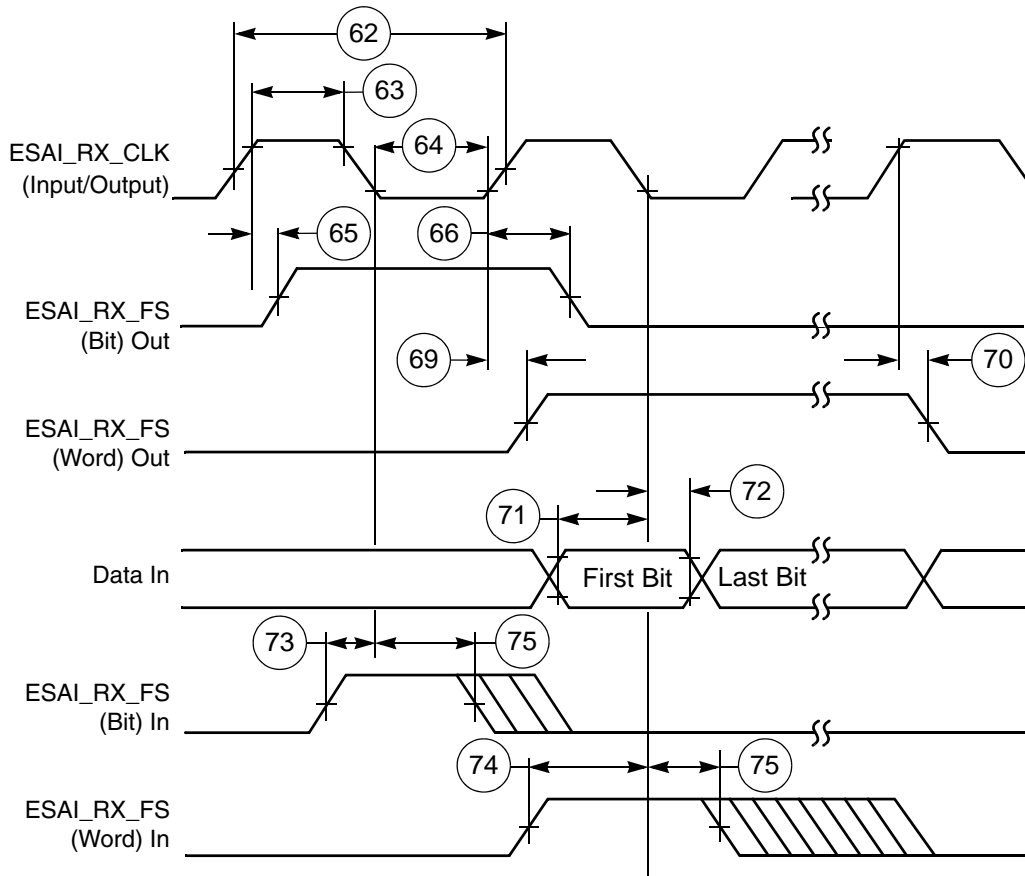 62
63
ESAI_RX_CLK
(Input/Output)
64
65
66
ESAI_RX_FS
(Bit) Out
69
70
ESAI_RX_FS
(Word) Out
71
72
Data In
First Bit
Last Bit
73
75
ESAI_RX_FS
(Bit) In
74
75
ESAI_RX_FS
(Word) In